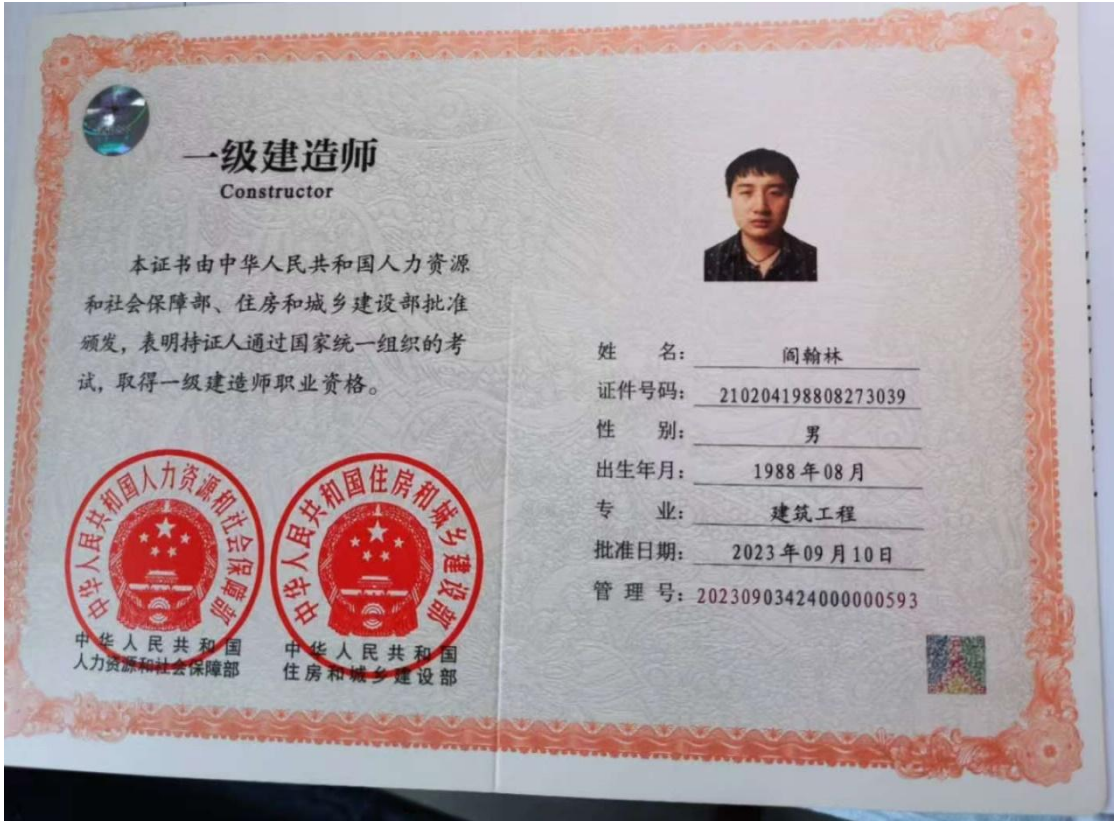 一级建造师
Constructor
本证书由中华人民共和国人力资源
和社会保障部、住房和城乡建设部批准
颁发，表明持证人通过国家统一组织的考
试，取得一级建造师职业资格。
中华人民共和国人力资源和社会保障部
中华人民共和国
人力资源和社会保障部
中华人民共和国住房和城乡建设部
中华人民共和国
住房和城乡建设部
姓 名： 阎翰林
证件号码： 210204198808273039
性 别： 男
出生年月： 1988年08月
专 业： 建筑工程
批准日期： 2023年09月10日
管 理 号： 20230903424000000593